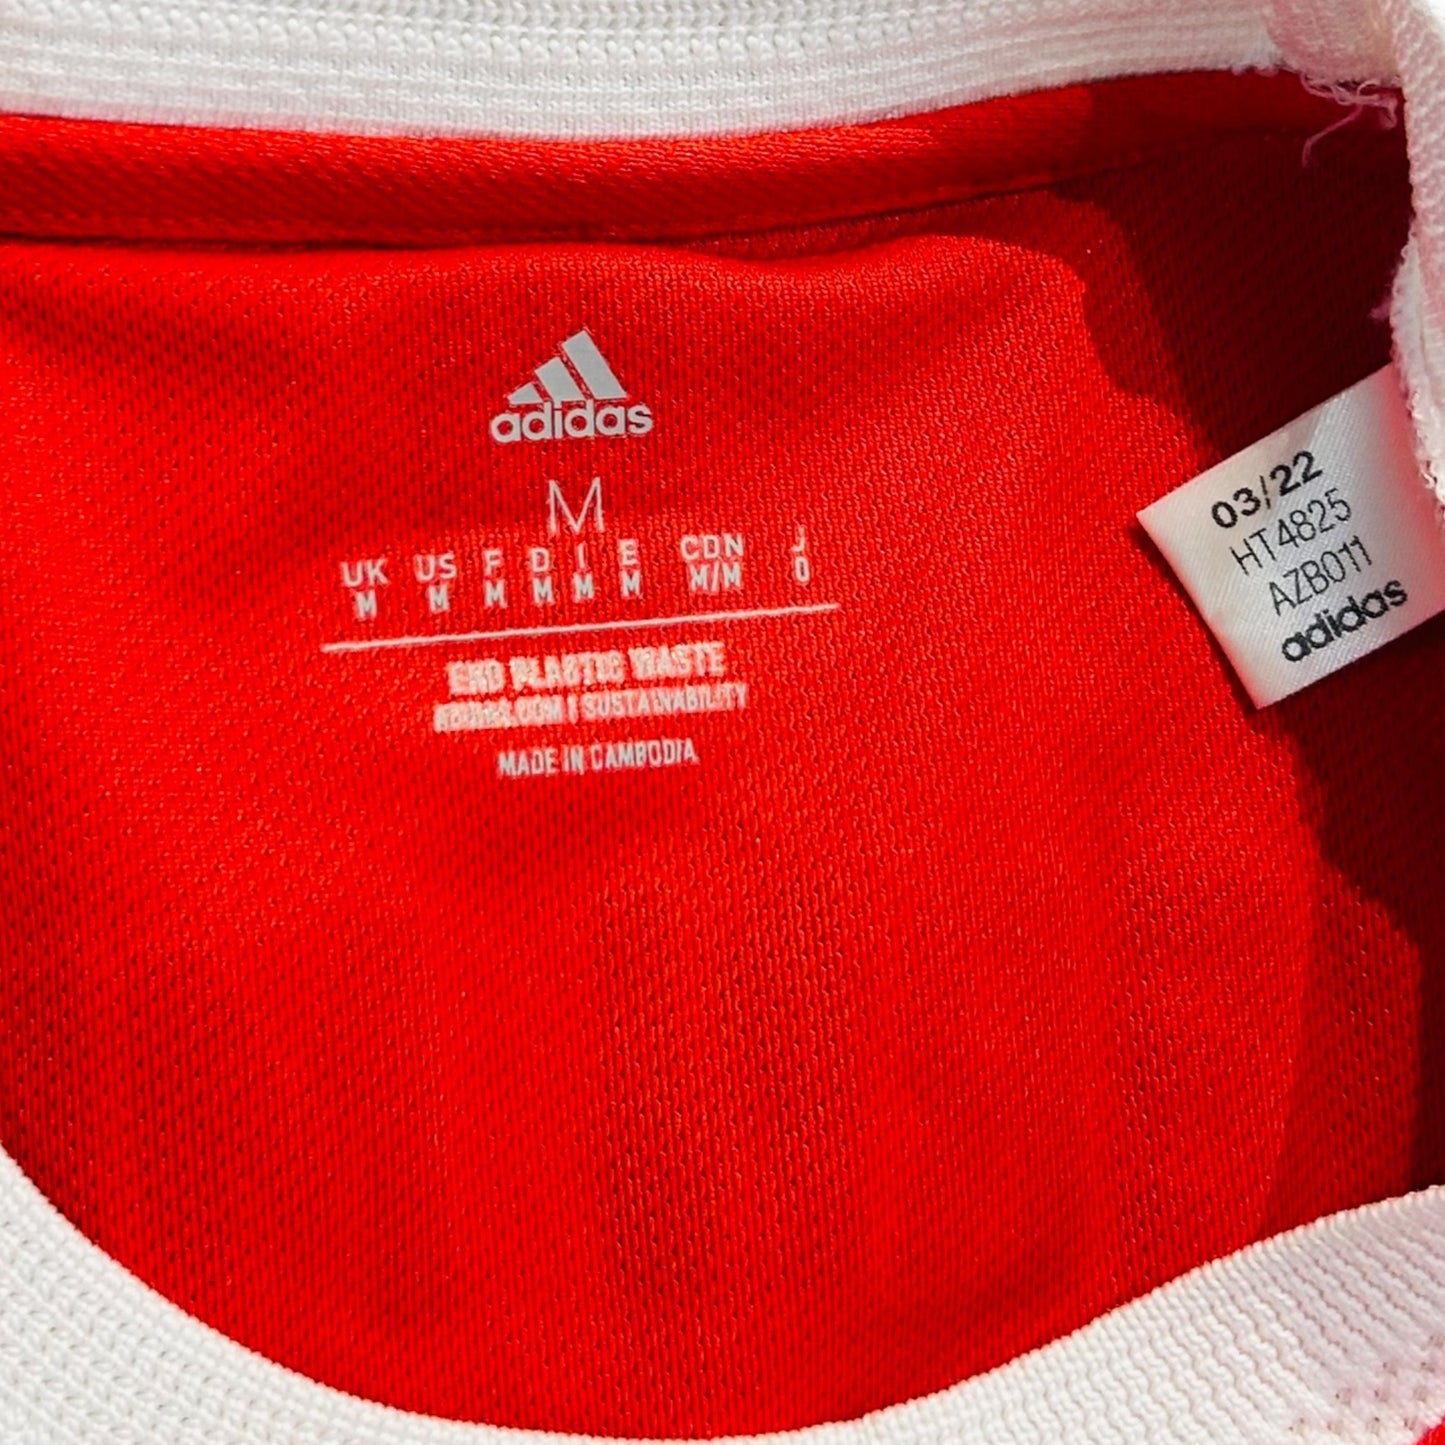 adidas
M
UK US F D I E CDN J
M M M M M M M/M O
END PLASTIC WASTE
ADIDAS.COM | SUSTAINABILITY
MADE IN CAMBODIA
03/22
HT4825
AZB011
adidas